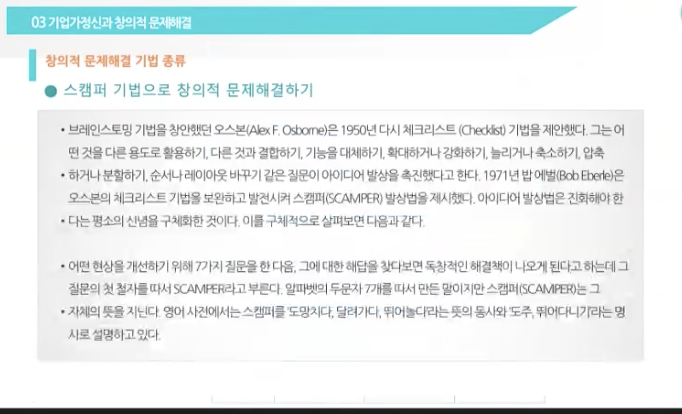 03 기업가정신과 창의적 문제해결
창의적 문제해결 기법 종류
● 스캠퍼 기법으로 창의적 문제해결하기
• 브레인스토밍 기법을 창안했던 오스본(Alex F. Osborne)은 1950년 다시 체크리스트 (Checklist) 기법을 제안했다. 그는 어
떤 것을 다른 용도로 활용하기, 다른 것과 결합하기, 기능을 대체하기, 확대하거나 강화하기, 늘리거나 축소하기, 압축
• 하거나 분할하기, 순서나 레이아웃 바꾸기 같은 질문이 아이디어 발상을 촉진했다고 한다. 1971년 밥 에벌(Bob Eberle)은
오스본의 체크리스트 기법을 보완하고 발전시켜 스캠퍼(SCAMPER) 발상법을 제시했다. 아이디어 발상법은 진화해야 한
• 다는 평소의 신념을 구체화한 것이다. 이를 구체적으로 살펴보면 다음과 같다.
• 어떤 현상을 개선하기 위해 7가지 질문을 한 다음, 그에 대한 해답을 찾다보면 독창적인 해결책이 나오게 된다고 하는데 그
질문의 첫 철자를 따서 SCAMPER라고 부른다. 알파벳의 두문자 7개를 따서 만든 말이지만 스캠퍼(SCAMPER)는 그
• 자체의 뜻을 지닌다. 영어 사전에서는 스캠퍼를 '도망치다, 달려가다, 뛰어놀다'라는 뜻의 동사와 '도주, 뛰어다니기'라는 명
사로 설명하고 있다.